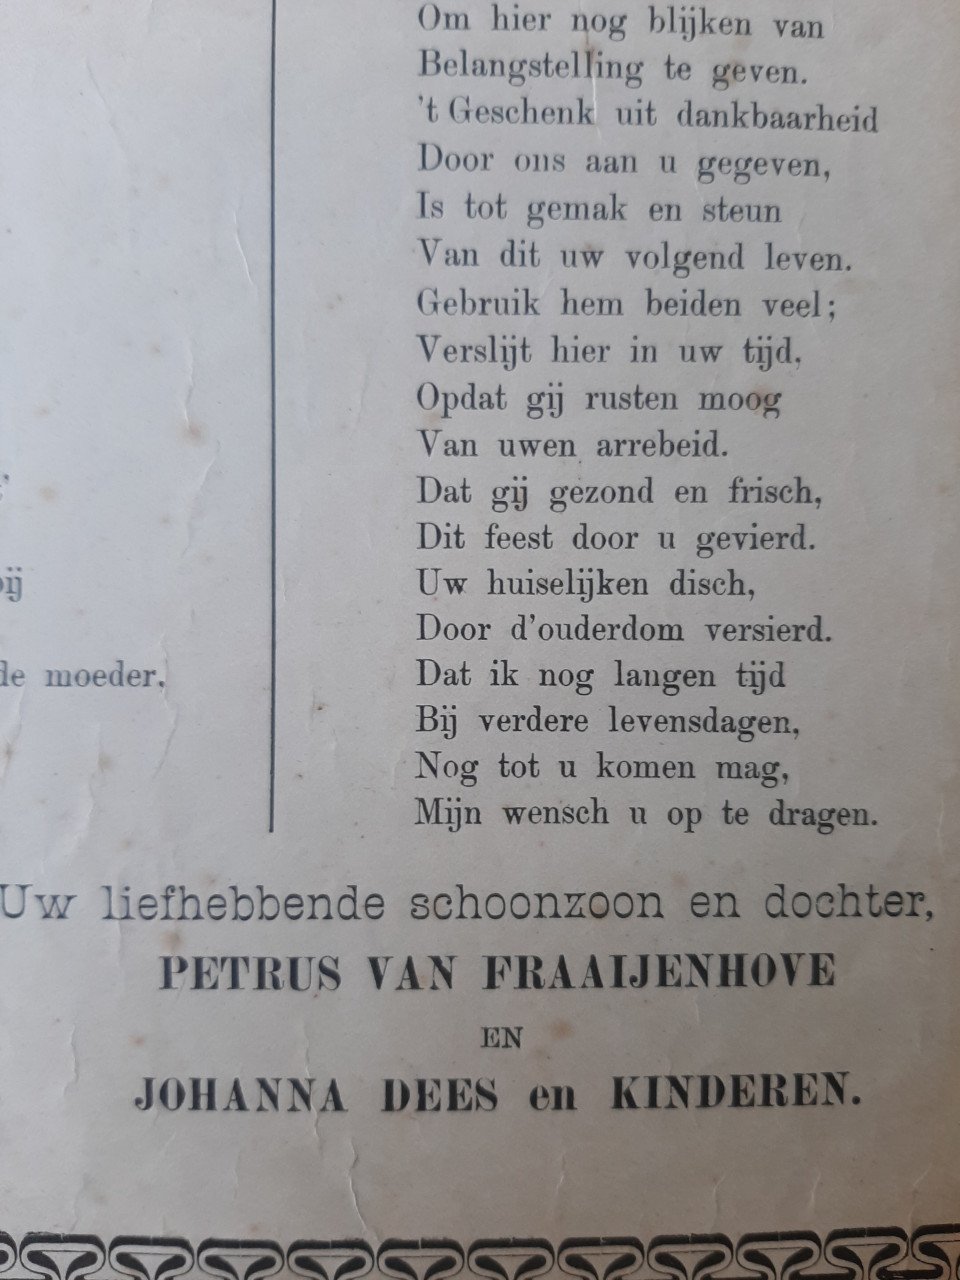 Om hier nog blijken van
Belangstelling te geven.
't Geschenk uit dankbaarheid
Door ons aan u gegeven,
Is tot gemak en steun
Van dit uw volgend leven.
Gebruik hem beiden veel;
Verslijt hier in uw tijd,
Opdat gij rusten moog
Van uwen arrebeid.
Dat gij gezond en frisch,
Dit feest door u gevierd.
Uw huiselijken disch,
Door d'ouderdom versierd.
Dat ik nog langen tijd
Bij verdere levensdagen,
Nog tot u komen mag,
Mijn wensch u op te dragen.
moeder,
Uw liefhebbende schoonzoon en dochter,
PETRUS VAN FRAAIJENHOVE
EN
JOHANNA DEES en KINDEREN.